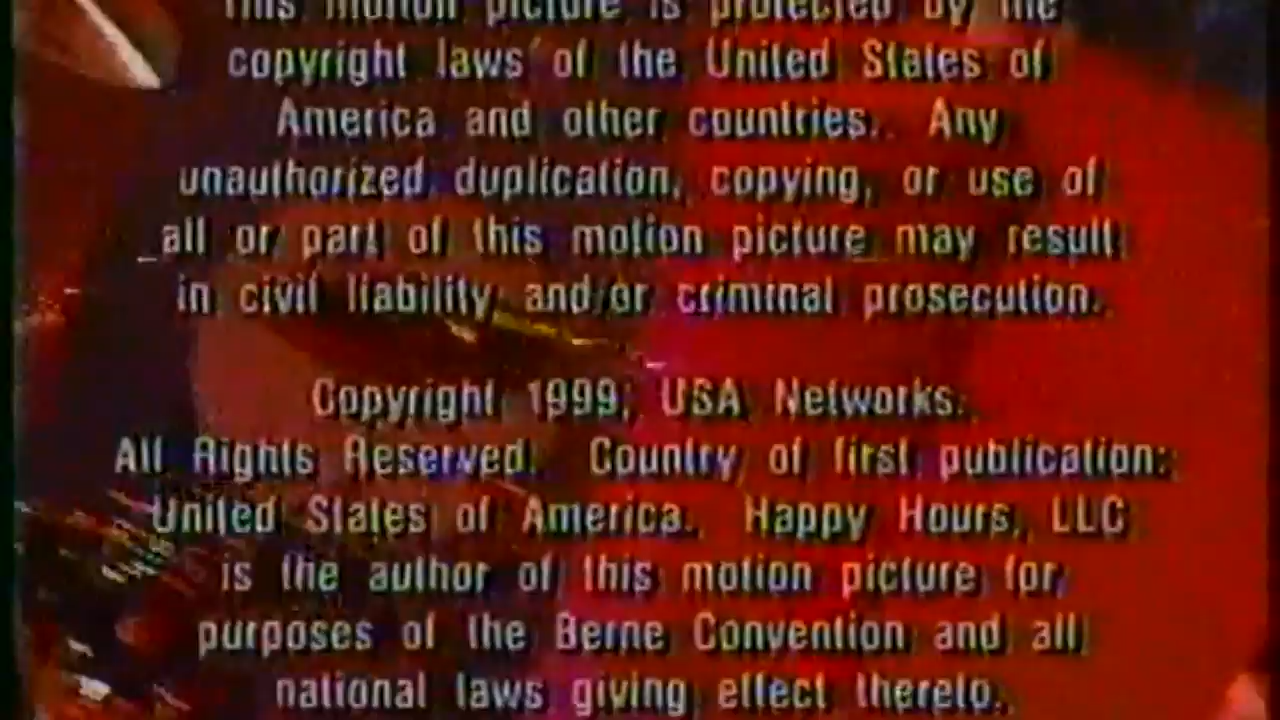 This motion picture is protected by the
copyright laws of the United States of
America and other countries. Any
unauthorized duplication, copying, or use of
all or part of this motion picture may result
in civil liability and/or criminal prosecution.
Copyright 1999, USA Networks.
All Rights Reserved. Country of first publication:
United States of America. Happy Hours, LLC
is the author of this motion picture for
purposes of the Berne Convention and all
national laws giving effect thereto.